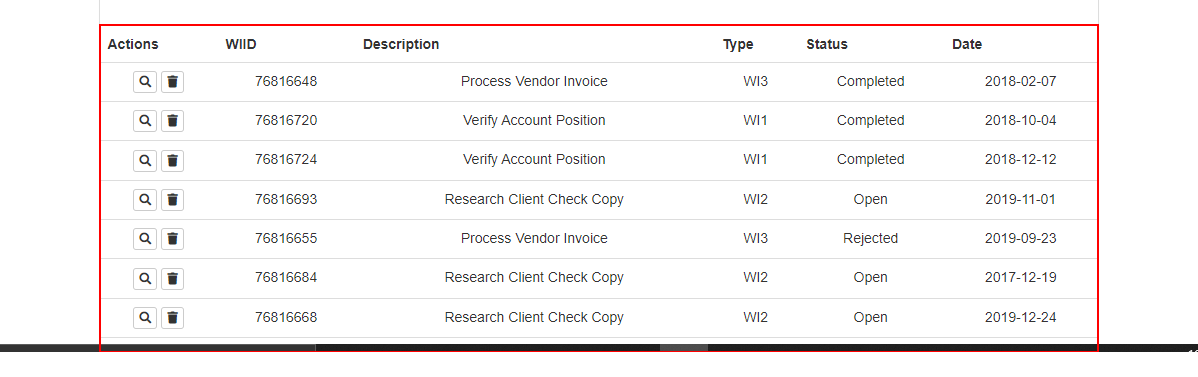 Actions WIID Description Type Status Date
76816648 Process Vendor Invoice WI3 Completed 2018-02-07
76816720 Verify Account Position WI1 Completed 2018-10-04
76816724 Verify Account Position WI1 Completed 2018-12-12
76816693 Research Client Check Copy WI2 Open 2019-11-01
76816655 Process Vendor Invoice WI3 Rejected 2019-09-23
76816684 Research Client Check Copy WI2 Open 2017-12-19
76816668 Research Client Check Copy WI2 Open 2019-12-24